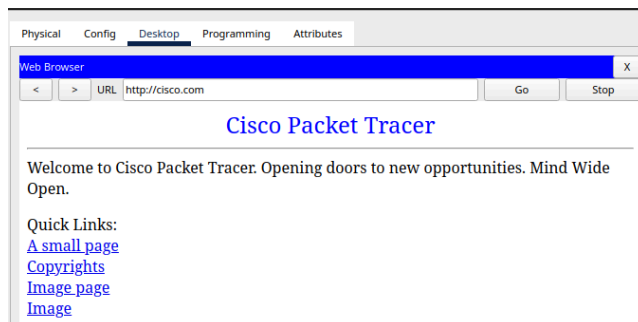 Physical Config Desktop Programming Attributes
Web Browser X
< > URL http://cisco.com Go Stop
Cisco Packet Tracer
Welcome to Cisco Packet Tracer. Opening doors to new opportunities. Mind Wide
Open.
Quick Links:
A small page
Copyrights
Image page
Image